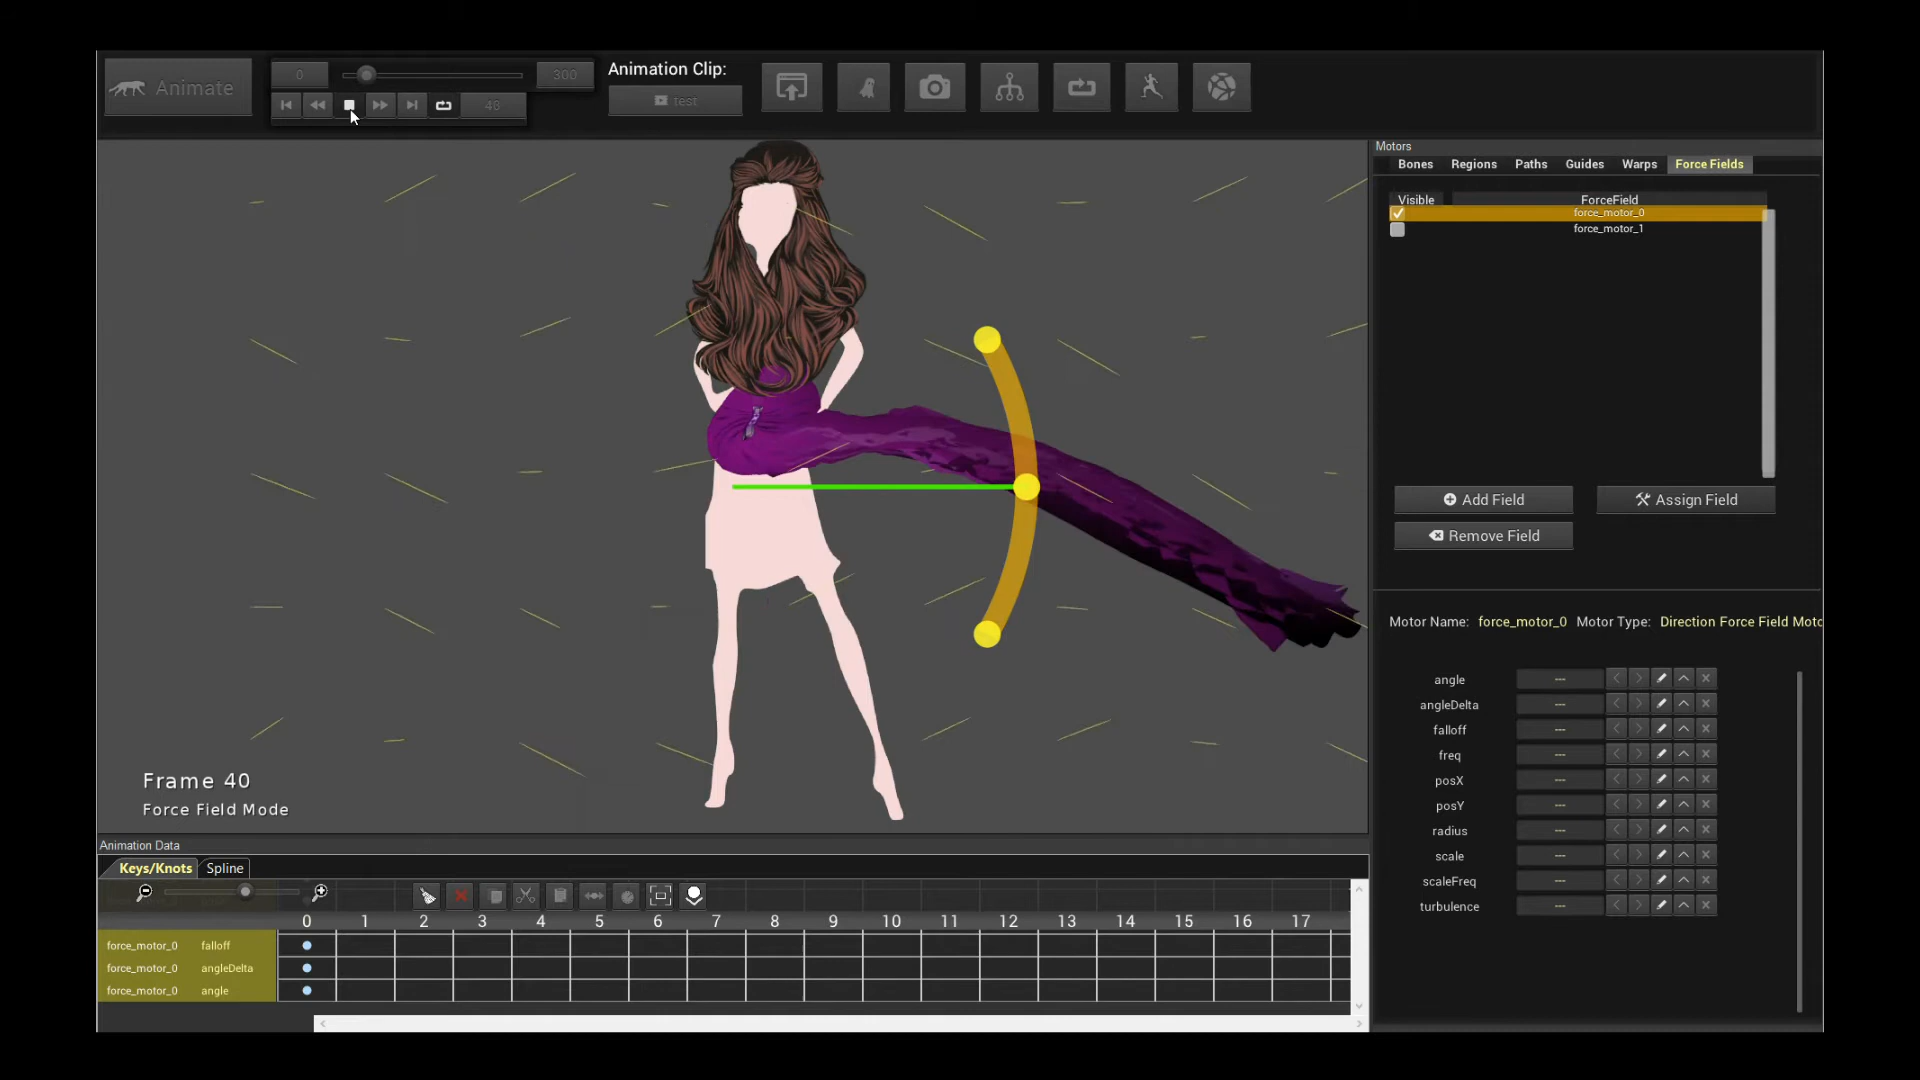 Animate
0
300
48
Animation Clip:
test
Motors
Bones
Regions
Paths
Guides
Warps
Force Fields
Visible
ForceField
force_motor_0
force_motor_1
Add Field
Assign Field
Remove Field
Motor Name: force_motor_0 Motor Type: Direction Force Field Moto
angle ---
angleDelta ---
falloff ---
freq ---
posX ---
posY ---
radius ---
scale ---
scaleFreq ---
turbulence ---
Frame 40
Force Field Mode
Animation Data
Keys/Knots
Spline
0 1 2 3 4 5 6 7 8 9 10 11 12 13 14 15 16 17
force_motor_0 falloff
force_motor_0 angleDelta
force_motor_0 angle